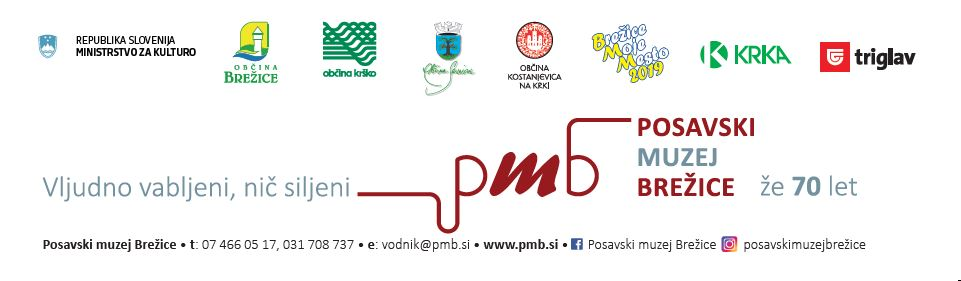 REPUBLIKA SLOVENIJA
MINISTRSTVO ZA KULTURO
OBČINA
BREŽICE
občina krško
Občina Sevnica
OBČINA
KOSTANJEVICA
NA KRKI
Brežice
Moje
Mesto
2019
KRKA
triglav
Vljudno vabljeni, nič siljeni
pmb
POSAVSKI
MUZEJ
BREŽICE že 70 let
Posavski muzej Brežice • t: 07 466 05 17, 031 708 737 • e: vodnik@pmb.si • www.pmb.si • Posavski muzej Brežice posavskimuzejbrežice